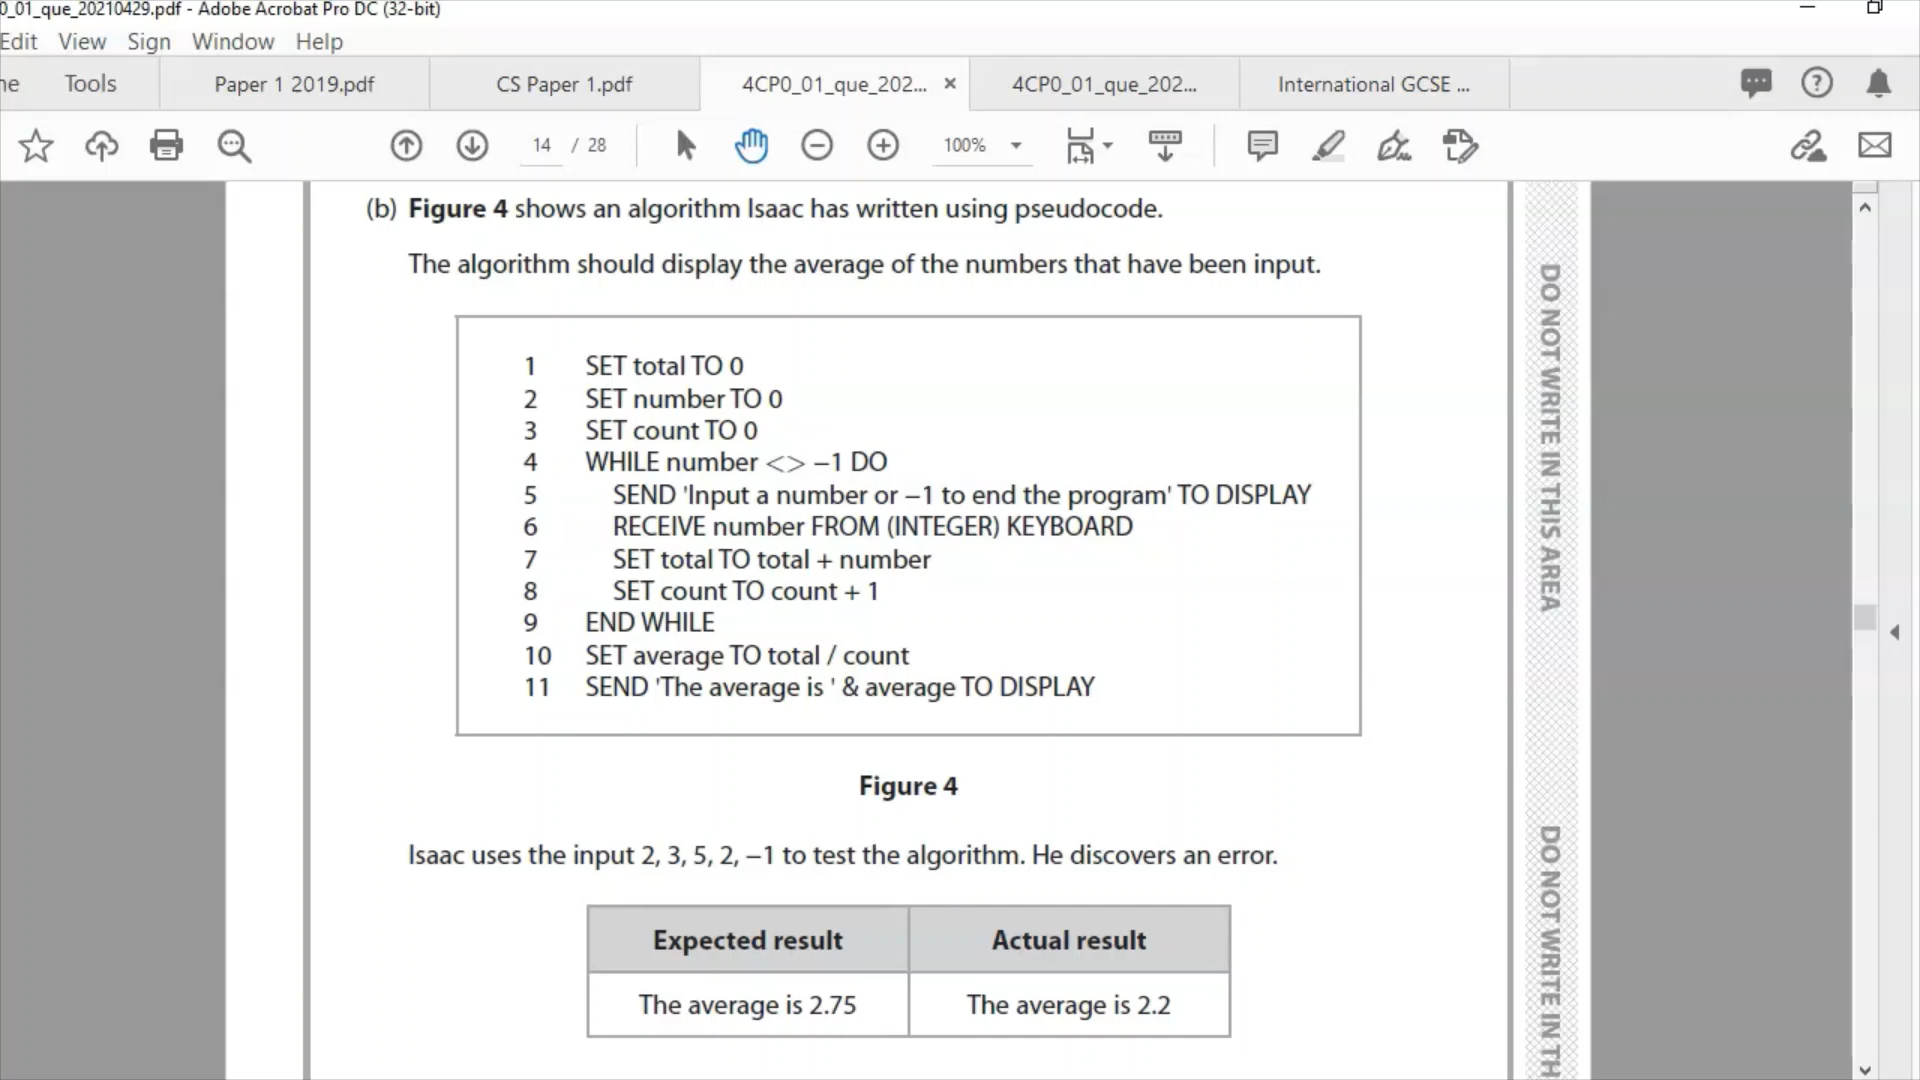 0_01_que_20210429.pdf - Adobe Acrobat Pro DC (32-bit)
Edit View Sign Window Help
ne Tools Paper 1 2019.pdf CS Paper 1.pdf 4CP0_01_que_202... × 4CP0_01_que_202... International GCSE ...
14 / 28 100%
(b) Figure 4 shows an algorithm Isaac has written using pseudocode.
The algorithm should display the average of the numbers that have been input.
1 SET total TO 0
2 SET number TO 0
3 SET count TO 0
4 WHILE number <> –1 DO
5 SEND 'Input a number or –1 to end the program' TO DISPLAY
6 RECEIVE number FROM (INTEGER) KEYBOARD
7 SET total TO total + number
8 SET count TO count + 1
9 END WHILE
10 SET average TO total / count
11 SEND 'The average is ' & average TO DISPLAY
Figure 4
Isaac uses the input 2, 3, 5, 2, –1 to test the algorithm. He discovers an error.
Expected result Actual result
The average is 2.75 The average is 2.2
DO NOT WRITE IN THIS AREA
DO NOT WRITE IN TH